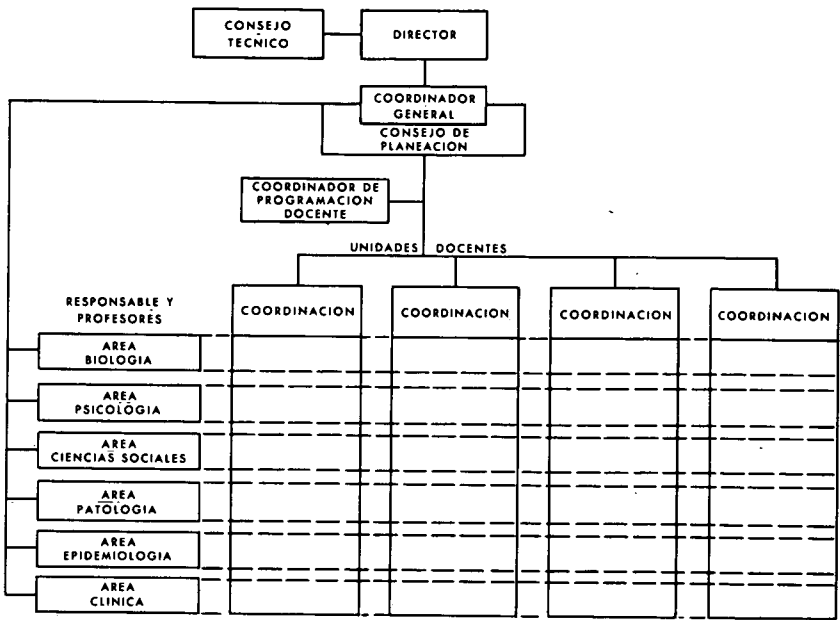 CONSEJO
TECNICO
DIRECTOR
COORDINADOR
GENERAL
CONSEJO DE
PLANEACION
COORDINADOR DE
PROGRAMACION
DOCENTE
UNIDADES DOCENTES
RESPONSABLE Y
PROFESORES
COORDINACION
COORDINACION
COORDINACION
COORDINACION
AREA
BIOLOGIA
AREA
PSICOLOGIA
AREA
CIENCIAS SOCIALES
AREA
PATOLOGIA
AREA
EPIDEMIOLOGIA
AREA
CLINICA